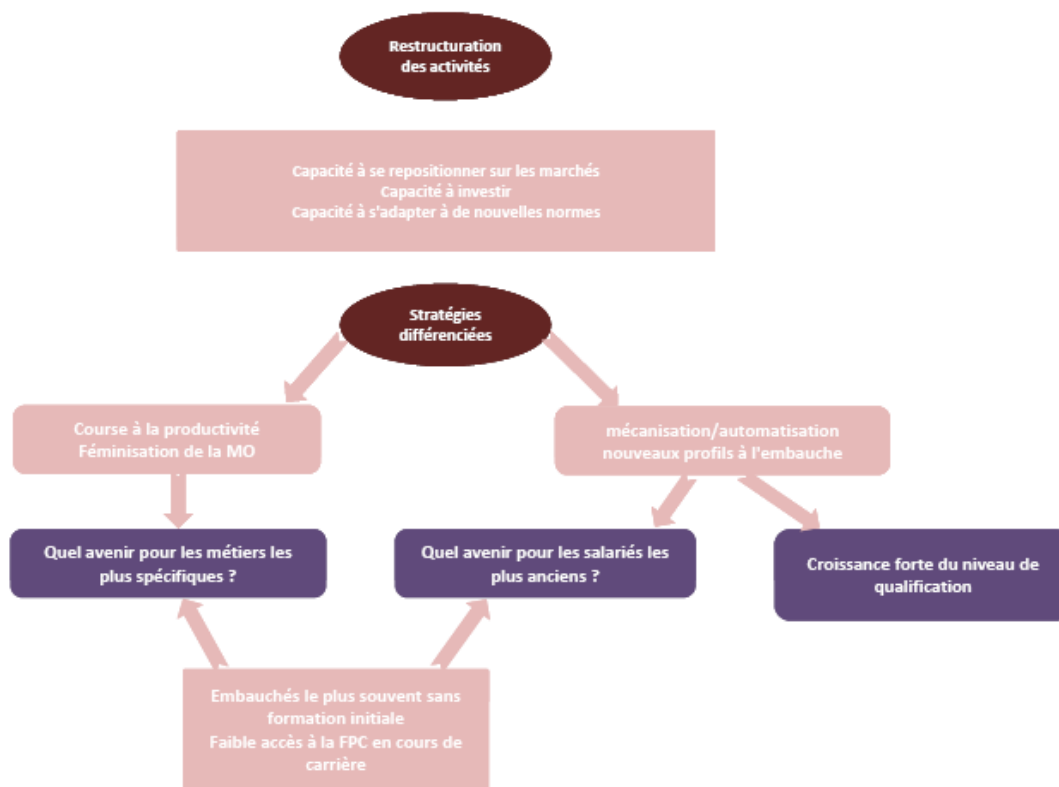 Restructuration
des activités
Capacité à se repositionner sur les marchés
Capacité à investir
Capacité à s'adapter à de nouvelles normes
Stratégies
différenciées
Course à la productivité
Féminisation de la MO
mécanisation/automatisation
nouveaux profils à l'embauche
Quel avenir pour les métiers les
plus spécifiques ?
Quel avenir pour les salariés les
plus anciens ?
Croissance forte du niveau de
qualification
Embauchés le plus souvent sans
formation initiale
Faible accès à la FPC en cours de
carrière